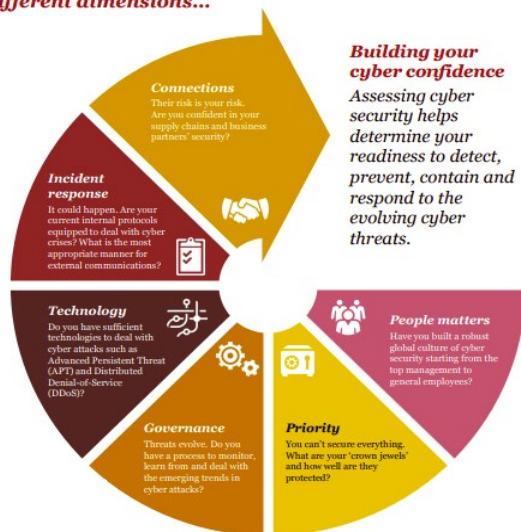 different dimensions...
Connections
Their risk is your risk.
Are you confident in your
supply chains and business
partners' security?
Building your
cyber confidence
Assessing cyber
security helps
determine your
readiness to detect,
prevent, contain and
respond to the
evolving cyber
threats.
Incident
response
It could happen. Are your
current internal protocols
equipped to deal with cyber
crises? What is the most
appropriate manner for
external communications?
Technology
Do you have sufficient
technologies to deal with
cyber attacks such as
Advanced Persistent Threat
(APT) and Distributed
Denial-of-Service
(DDoS)?
People matters
Have you built a robust
global culture of cyber
security starting from the
top management to
general employees?
Governance
Threats evolve. Do you
have a process to monitor,
learn from and deal with
the emerging trends in
cyber attacks?
Priority
You can't secure everything.
What are your 'crown jewels'
and how well are they
protected?